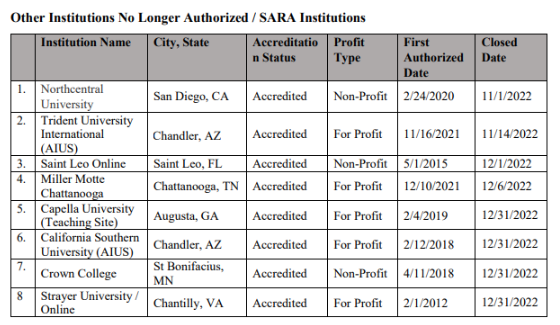 Other Institutions No Longer Authorized / SARA Institutions
Institution Name City, State Accreditatio Profit First Closed
n Status Type Authorized Date
Date
1. Northcentral
University San Diego, CA Accredited Non-Profit 2/24/2020 11/1/2022
2. Trident University
International Chandler, AZ Accredited For Profit 11/16/2021 11/14/2022
(AIUS)
3. Saint Leo Online Saint Leo, FL Accredited Non-Profit 5/1/2015 12/1/2022
4. Miller Motte
Chattanooga Chattanooga, TN Accredited For Profit 12/10/2021 12/6/2022
5. Capella University
(Teaching Site) Augusta, GA Accredited For Profit 2/4/2019 12/31/2022
6. California Southern
University (AIUS) Chandler, AZ Accredited For Profit 2/12/2018 12/31/2022
7. Crown College St Bonifacius,
MN Accredited Non-Profit 4/11/2018 12/31/2022
8 Strayer University /
Online Chantilly, VA Accredited For Profit 2/1/2012 12/31/2022